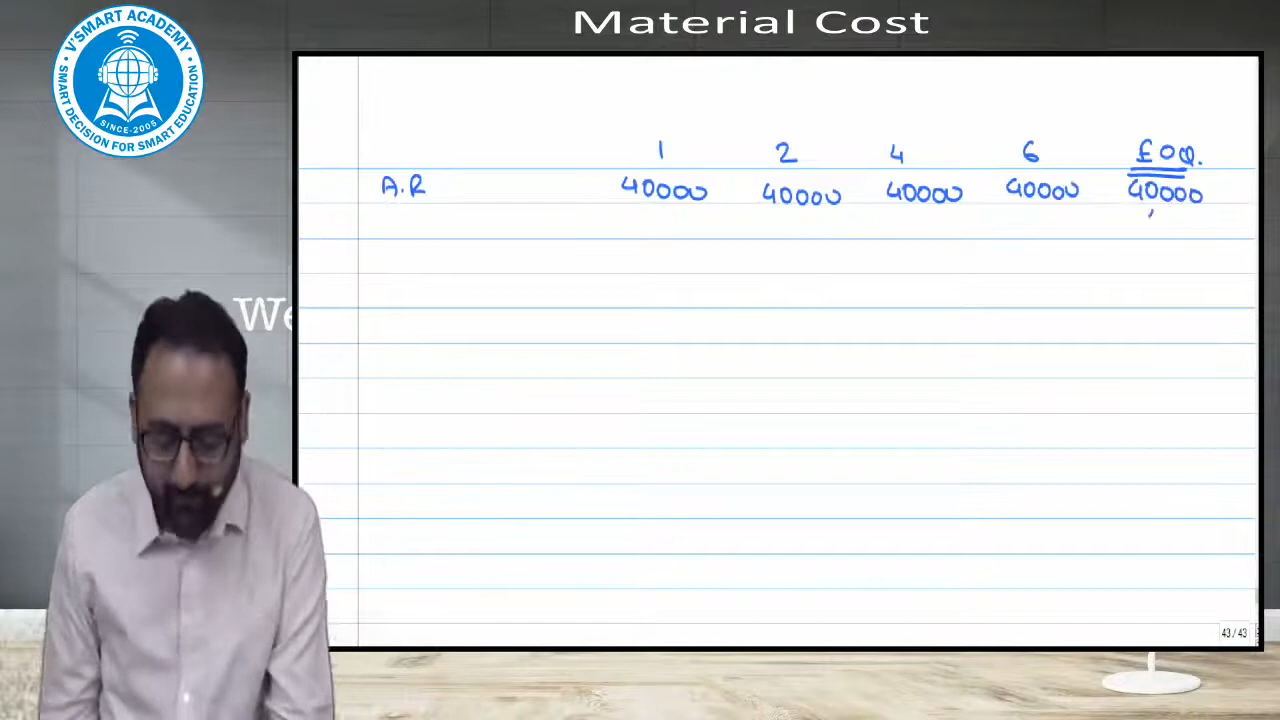 Material Cost
V'SMART ACADEMY
SINCE-2005
SMART DECISION FOR SMART EDUCATION
1 2 4 6 EOQ.
A.R 40000 40000 40000 40000 40000
We
43/43